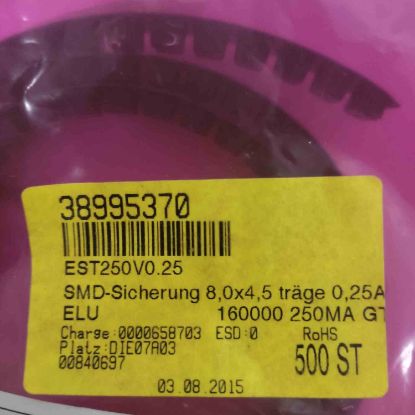 38995370
EST250V0.25
SMD-Sicherung 8,0x4,5 träge 0,25A
ELU 160000 250MA GT
Charge:0000658703 ESD:0 RoHS
Platz:DIE07A03 500 ST
00840697
03.08.2015